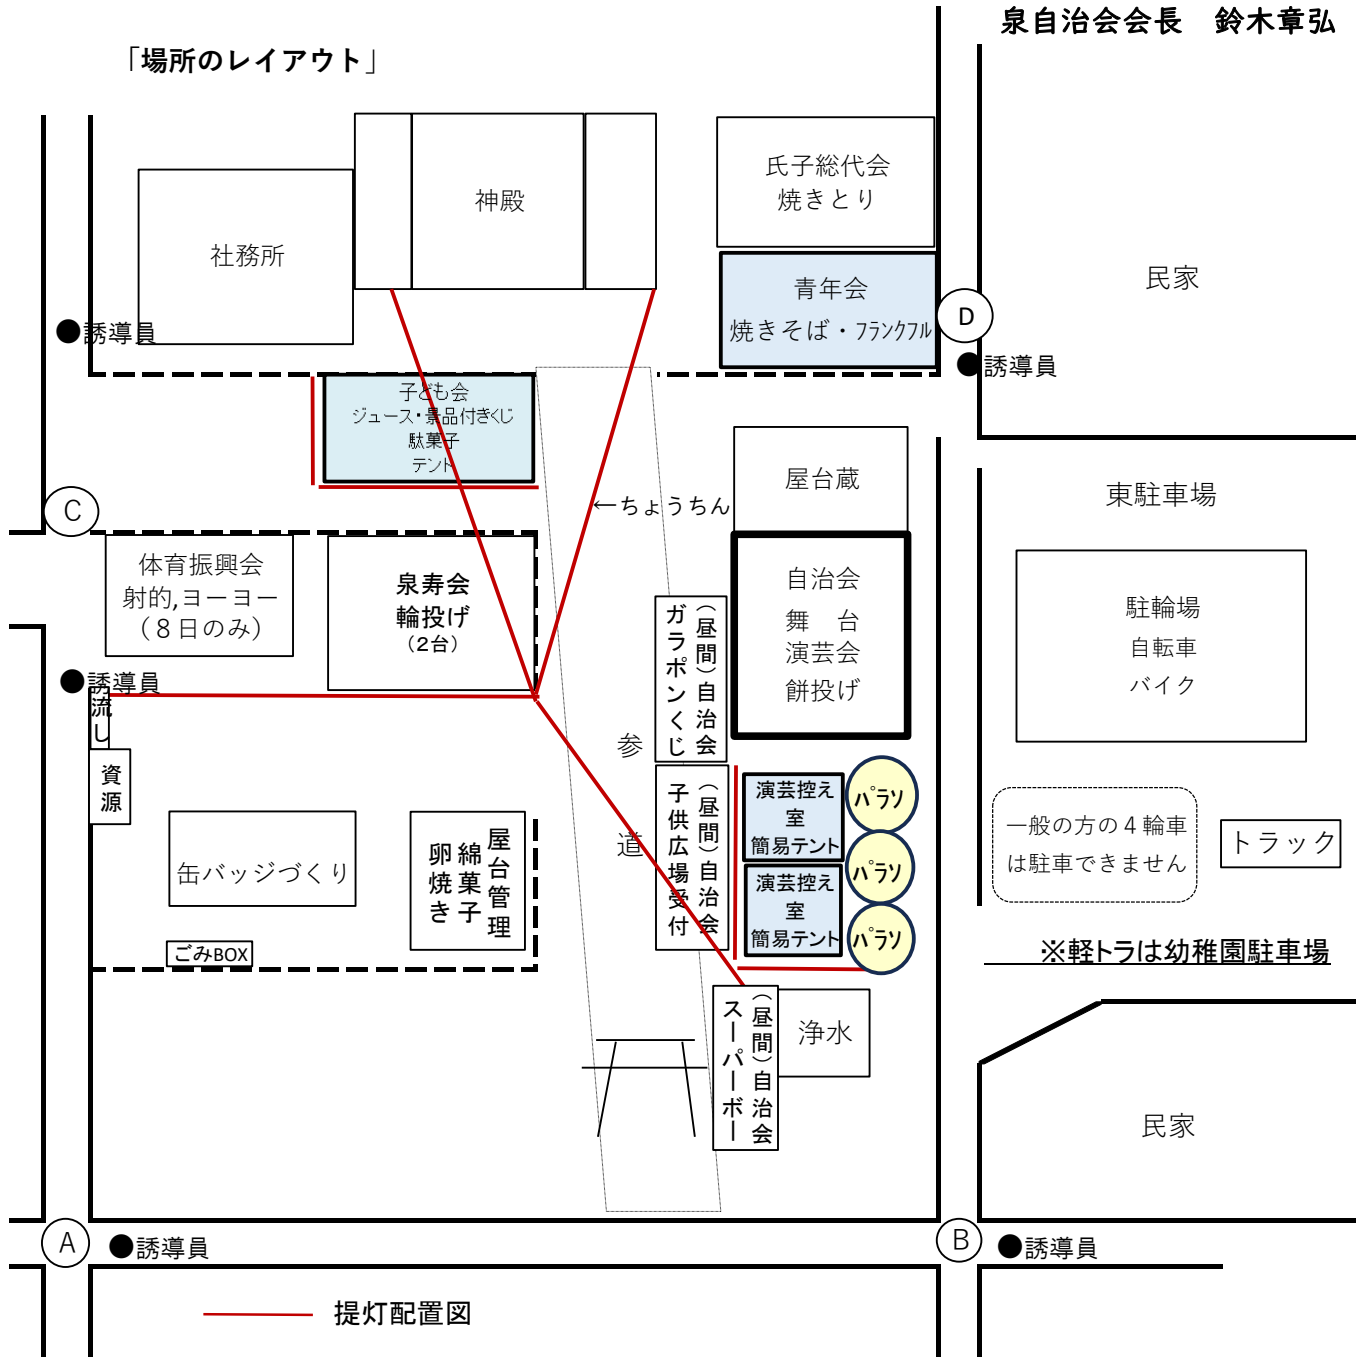 泉自治会会長　鈴木章弘
「場所のレイアウト」
氏子総代会
焼きとり
神殿
社務所
青年会
焼きそば・フランクフル
民家
D
●誘導員
●誘導員
子ども会
ジュース・景品付きくじ
駄菓子
テント
屋台蔵
東駐車場
C
←ちょうちん
体育振興会
射的,ヨーヨー
（８日のみ）
泉寿会
輪投げ
（2台）
（昼間）自治会
ガラポンくじ
自治会
舞　台
演芸会
餅投げ
駐輪場
自転車
バイク
●誘導員
流し
資源
参道
（昼間）自治会
子供広場受付
演芸控え
室
簡易テント
パラソ
演芸控え
室
簡易テント
パラソ
パラソ
一般の方の４輪車
は駐車できません
トラック
缶バッジづくり
屋台管理
綿菓子
卵焼き
ごみBOX
※軽トラは幼稚園駐車場
（昼間）自治会
スーパーボー
浄水
民家
A
●誘導員
B
●誘導員
提灯配置図